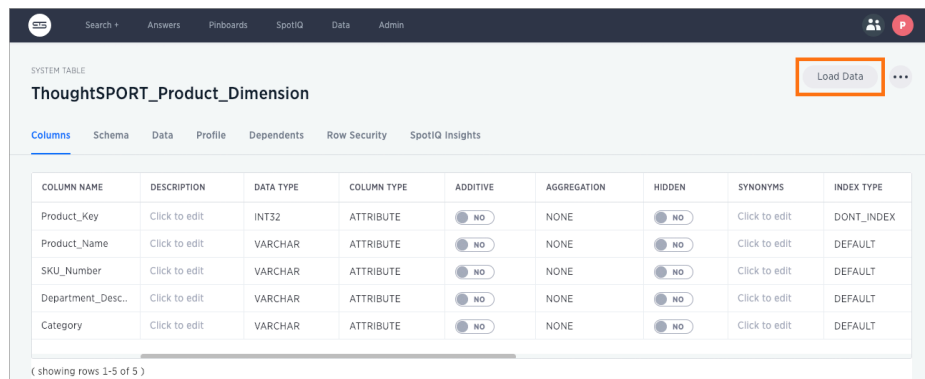 STS Search + Answers Pinboards SpotIQ Data Admin P
SYSTEM TABLE
ThoughtSPORT_Product_Dimension
Load Data
Columns Schema Data Profile Dependents Row Security SpotIQ Insights
COLUMN NAME DESCRIPTION DATA TYPE COLUMN TYPE ADDITIVE AGGREGATION HIDDEN SYNONYMS INDEX TYPE
Product_Key Click to edit INT32 ATTRIBUTE NO NONE NO Click to edit DONT_INDEX
Product_Name Click to edit VARCHAR ATTRIBUTE NO NONE NO Click to edit DEFAULT
SKU_Number Click to edit VARCHAR ATTRIBUTE NO NONE NO Click to edit DEFAULT
Department_Desc.. Click to edit VARCHAR ATTRIBUTE NO NONE NO Click to edit DEFAULT
Category Click to edit VARCHAR ATTRIBUTE NO NONE NO Click to edit DEFAULT
( showing rows 1-5 of 5 )